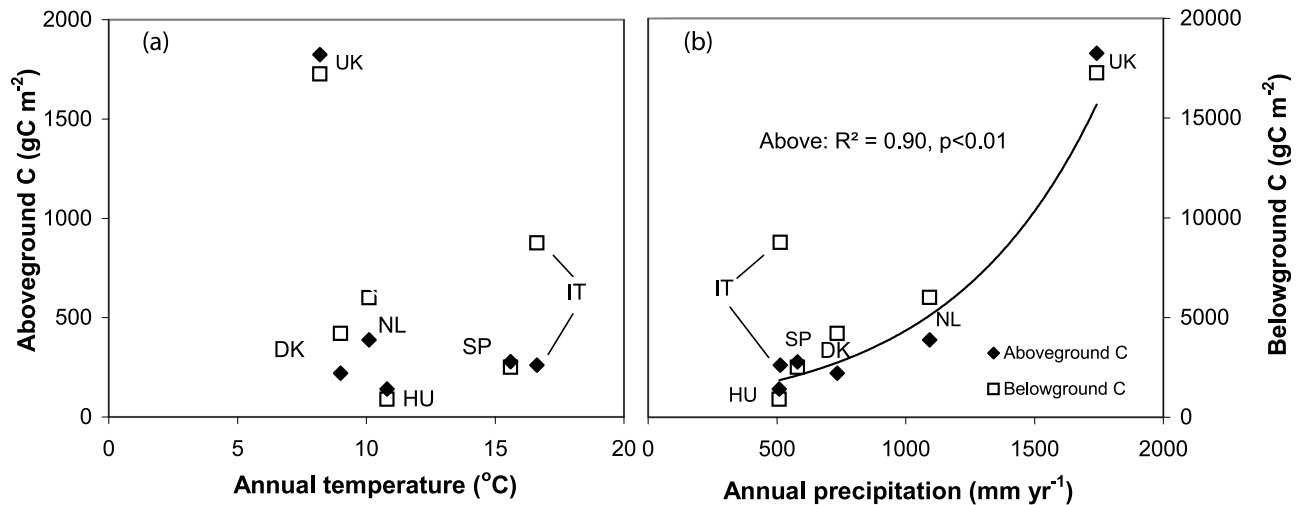 (a)
2000
1500
1000
500
0
Aboveground C (gC m⁻²)
UK
IT
NL
DK
SP
HU
0 5 10 15 20
Annual temperature (°C)
(b)
20000
15000
10000
5000
0
Belowground C (gC m⁻²)
UK
Above: R² = 0.90, p<0.01
IT
NL
SP
DK
HU
Aboveground C
Belowground C
0 500 1000 1500 2000
Annual precipitation (mm yr⁻¹)